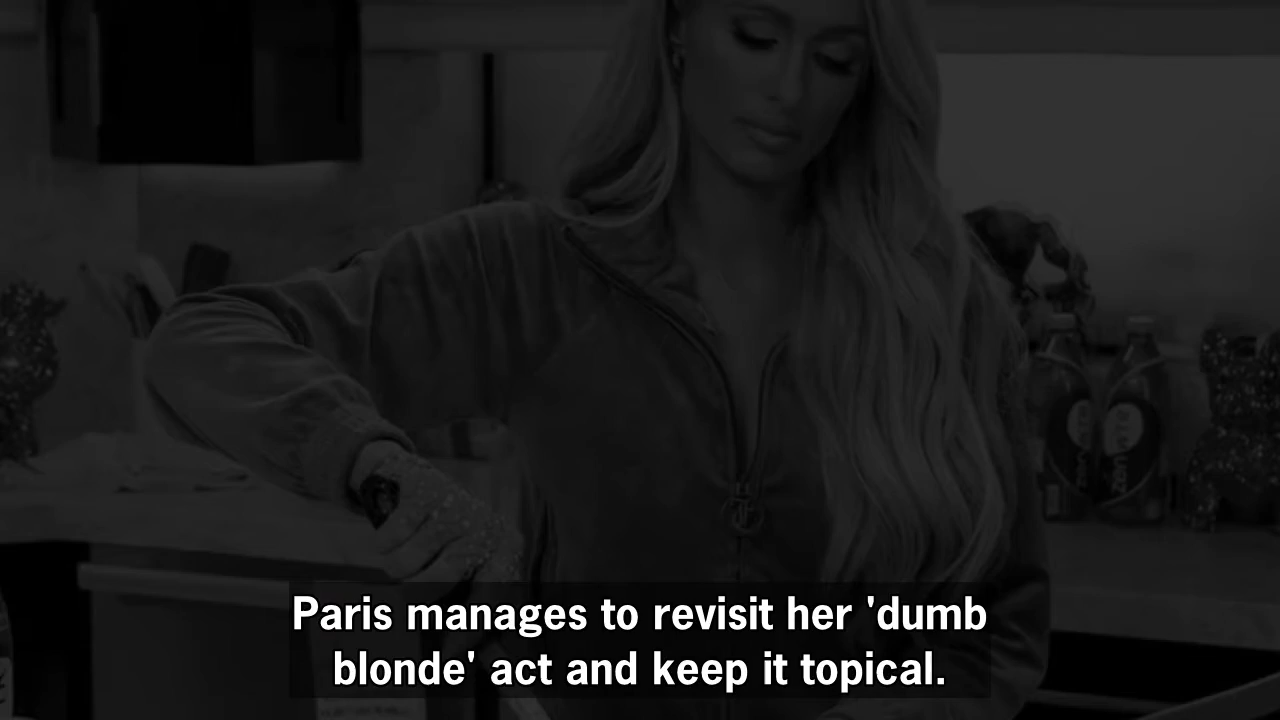 Paris manages to revisit her 'dumb
blonde' act and keep it topical.